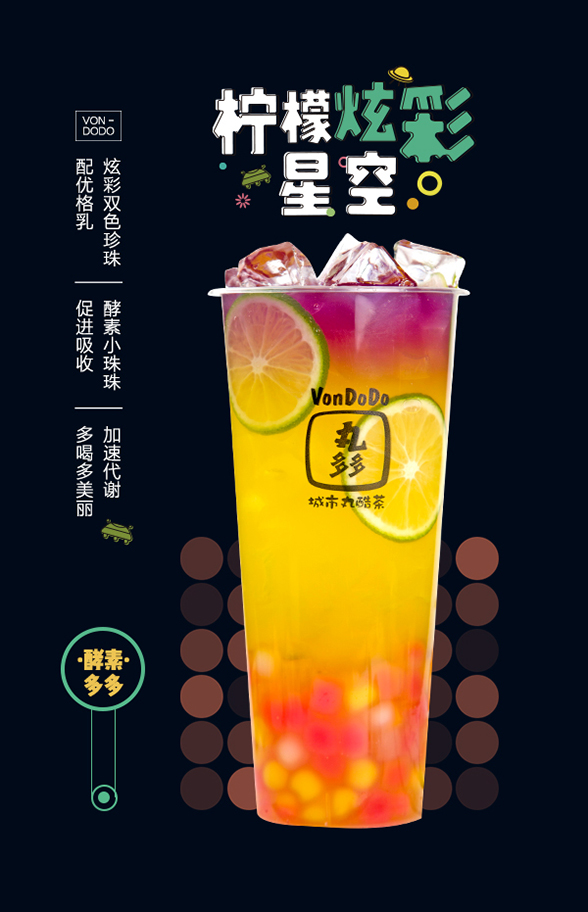 柠檬炫彩
星空
VON-
DODO
炫彩双色珍珠
配优格乳
酵素小珠珠
促进吸收
加速代谢
多喝多美丽
VonDoDo
丸
多多
城市丸酷茶
·酵素·
多多